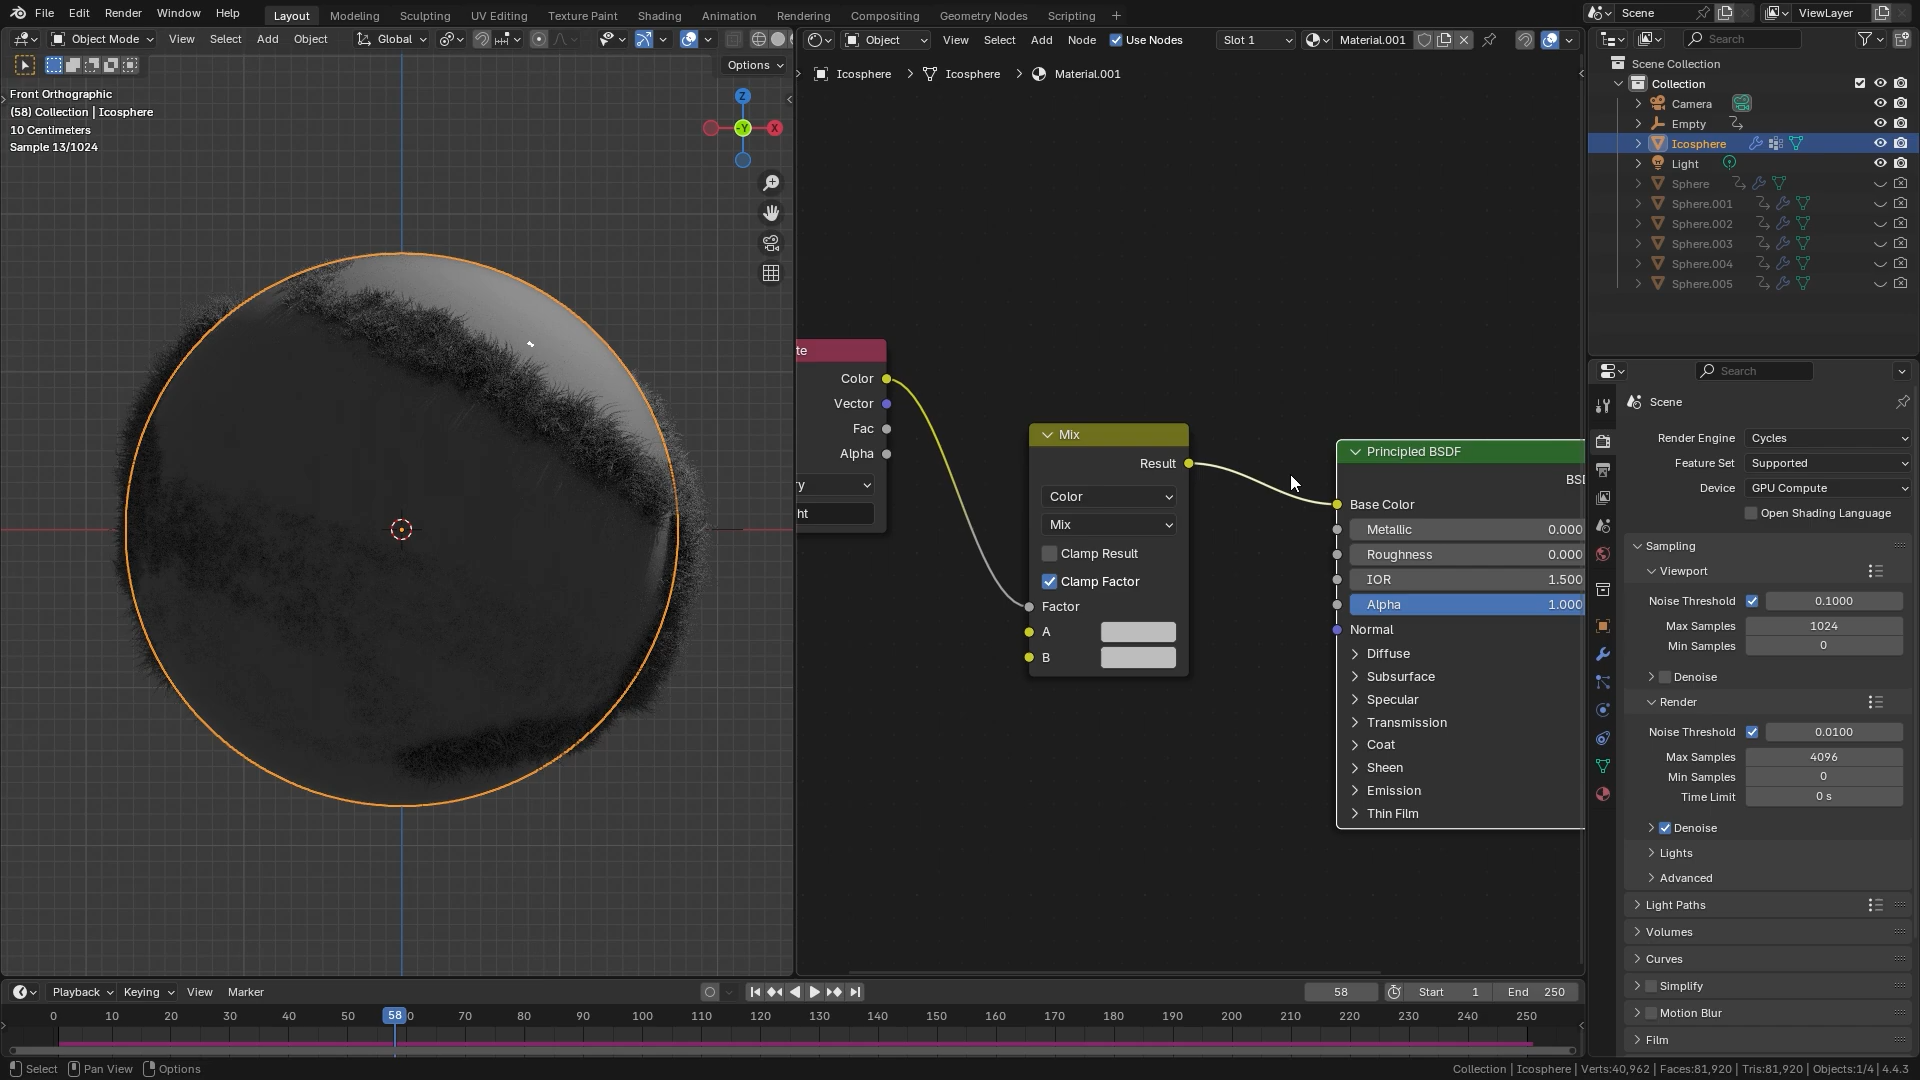 File Edit Render Window Help Layout Modeling Sculpting UV Editing Texture Paint Shading Animation Rendering Compositing Geometry Nodes Scripting + Scene ViewLayer
Object Mode View Select Add Object Global Object View Select Add Node Use Nodes Slot 1 Material.001 Search
Options
Icosphere > Icosphere > Material.001
Front Orthographic
(58) Collection | Icosphere
10 Centimeters
Sample 13/1024
Z
-Y
X
te
Color
Vector
Fac
Alpha
ry
ht
Mix
Result
Color
Mix
Clamp Result
Clamp Factor
Factor
A
B
Principled BSDF
BSD
Base Color
Metallic 0.000
Roughness 0.000
IOR 1.500
Alpha 1.000
Normal
Diffuse
Subsurface
Specular
Transmission
Coat
Sheen
Emission
Thin Film
Scene Collection
Collection
Camera
Empty
Icosphere
Light
Sphere
Sphere.001
Sphere.002
Sphere.003
Sphere.004
Sphere.005
Search
Scene
Render Engine Cycles
Feature Set Supported
Device GPU Compute
Open Shading Language
Sampling
Viewport
Noise Threshold 0.1000
Max Samples 1024
Min Samples 0
Denoise
Render
Noise Threshold 0.0100
Max Samples 4096
Min Samples 0
Time Limit 0 s
Denoise
Lights
Advanced
Light Paths
Volumes
Curves
Simplify
Motion Blur
Film
Playback Keying View Marker 58 Start 1 End 250
0 10 20 30 40 50 58 0 70 80 90 100 110 120 130 140 150 160 170 180 190 200 210 220 230 240 250
Select Pan View Options Collection | Icosphere | Verts:40,962 | Faces:81,920 | Tris:81,920 | Objects:1/4 | 4.4.3